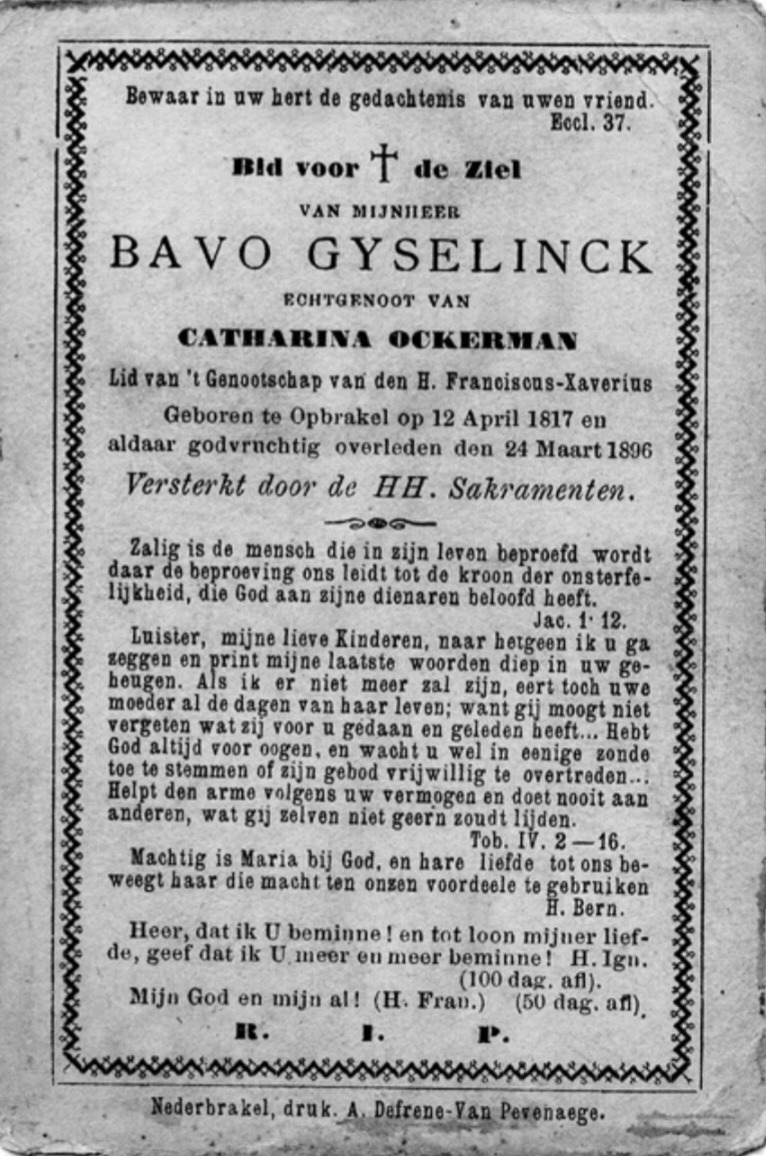 Bewaar in uw hert de gedachtenis van uwen vriend.
Eccl. 37.
Bid voor † de Ziel
VAN MIJNHEER
BAVO GYSELINCK
ECHTGENOOT VAN
CATHARINA OCKERMAN
Lid van 't Genootschap van den H. Franciscus-Xaverius
Geboren te Opbrakel op 12 April 1817 en
aldaar godvruchtig overleden den 24 Maart 1896
Versterkt door de HH. Sakramenten.
Zalig is de mensch die in zijn leven beproefd wordt
daar de beproeving ons leidt tot de kroon der onsterfe-
lijkheid, die God aan zijne dienaren beloofd heeft.
Jac. 1· 12.
Luister, mijne lieve Kinderen, naar hetgeen ik u ga
zeggen en print mijne laatste woorden diep in uw ge-
heugen. Als ik er niet meer zal zijn, eert toch uwe
moeder al de dagen van haar leven; want gij moogt niet
vergeten wat zij voor u gedaan en geleden heeft... Hebt
God altijd voor oogen, en wacht u wel in eenige zonde
toe te stemmen of zijn gebod vrijwillig te overtreden...
Helpt den arme volgens uw vermogen en doet nooit aan
anderen, wat gij zelven niet geern zoudt lijden.
Tob. IV. 2—16.
Machtig is Maria bij God, en hare liefde tot ons be-
weegt haar die macht ten onzen voordeele te gebruiken
H. Bern.
Heer, dat ik U beminne! en tot loon mijner lief-
de, geef dat ik U meer en meer beminne! H. Ign.
(100 dag. afl).
Mijn God en mijn al! (H. Fran.) (50 dag. afl).
R. I. P.
Nederbrakel, druk. A. Defrene-Van Pevenaege.